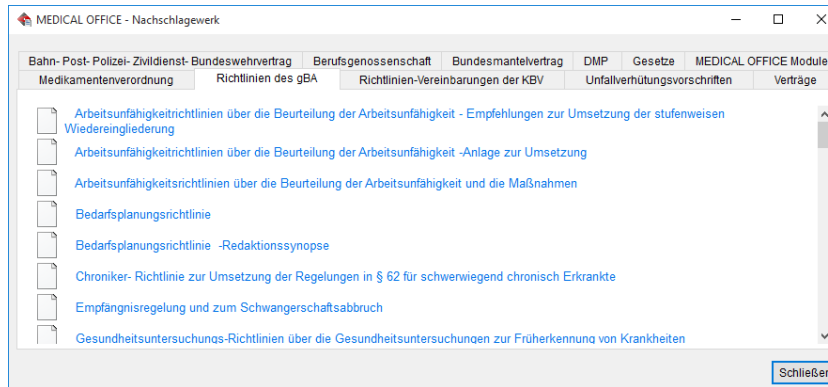 MEDICAL OFFICE - Nachschlagewerk
Bahn- Post- Polizei- Zivildienst- Bundeswehrvertrag Berufsgenossenschaft Bundesmantelvertrag DMP Gesetze MEDICAL OFFICE Module
Medikamentenverordnung Richtlinien des gBA Richtlinien-Vereinbarungen der KBV Unfallverhütungsvorschriften Verträge
Arbeitsunfähigkeitrichtlinien über die Beurteilung der Arbeitsunfähigkeit - Empfehlungen zur Umsetzung der stufenweisen
Wiedereingliederung
Arbeitsunfähigkeitrichtlinien über die Beurteilung der Arbeitsunfähigkeit -Anlage zur Umsetzung
Arbeitsunfähigkeitsrichtlinien über die Beurteilung der Arbeitsunfähigkeit und die Maßnahmen
Bedarfsplanungsrichtlinie
Bedarfsplanungsrichtlinie -Redaktionssynopse
Chroniker- Richtlinie zur Umsetzung der Regelungen in § 62 für schwerwiegend chronisch Erkrankte
Empfängnisregelung und zum Schwangerschaftsabbruch
Gesundheitsuntersuchungs-Richtlinien über die Gesundheitsuntersuchungen zur Früherkennung von Krankheiten
Schließen